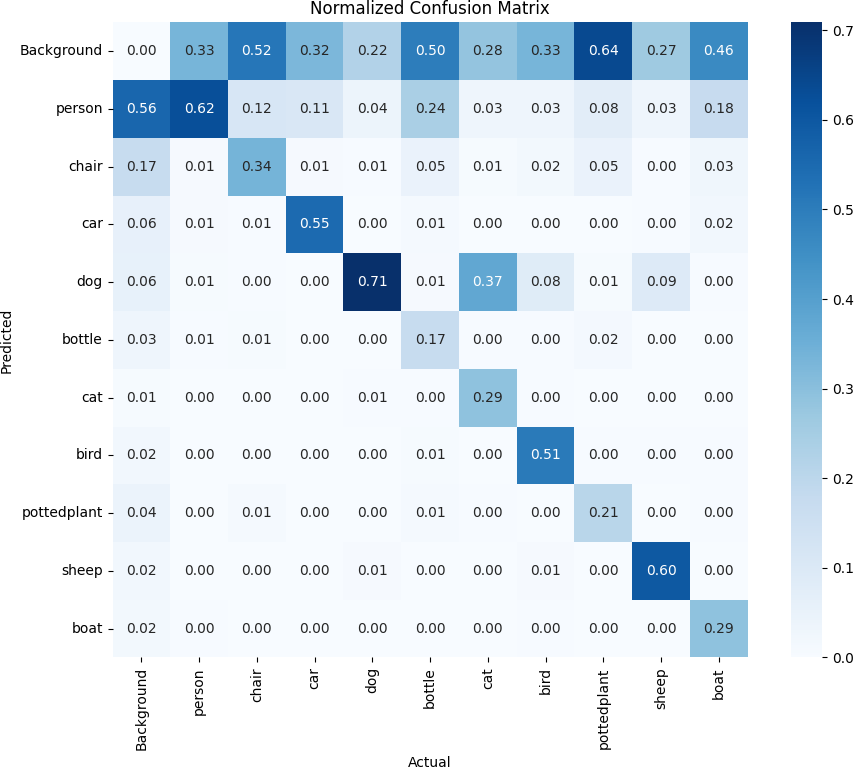 Normalized Confusion Matrix
Background 0.00 0.33 0.52 0.32 0.22 0.50 0.28 0.33 0.64 0.27 0.46
person 0.56 0.62 0.12 0.11 0.04 0.24 0.03 0.03 0.08 0.03 0.18
chair 0.17 0.01 0.34 0.01 0.01 0.05 0.01 0.02 0.05 0.00 0.03
car 0.06 0.01 0.01 0.55 0.00 0.01 0.00 0.00 0.00 0.00 0.02
dog 0.06 0.01 0.00 0.00 0.71 0.01 0.37 0.08 0.01 0.09 0.00
bottle 0.03 0.01 0.01 0.00 0.00 0.17 0.00 0.00 0.02 0.00 0.00
cat 0.01 0.00 0.00 0.00 0.01 0.00 0.29 0.00 0.00 0.00 0.00
bird 0.02 0.00 0.00 0.00 0.00 0.01 0.00 0.51 0.00 0.00 0.00
pottedplant 0.04 0.00 0.01 0.00 0.00 0.01 0.00 0.00 0.21 0.00 0.00
sheep 0.02 0.00 0.00 0.00 0.01 0.00 0.00 0.01 0.00 0.60 0.00
boat 0.02 0.00 0.00 0.00 0.00 0.00 0.00 0.00 0.00 0.00 0.29
Background person chair car dog bottle cat bird pottedplant sheep boat
Actual
Predicted
0.7
0.6
0.5
0.4
0.3
0.2
0.1
0.0